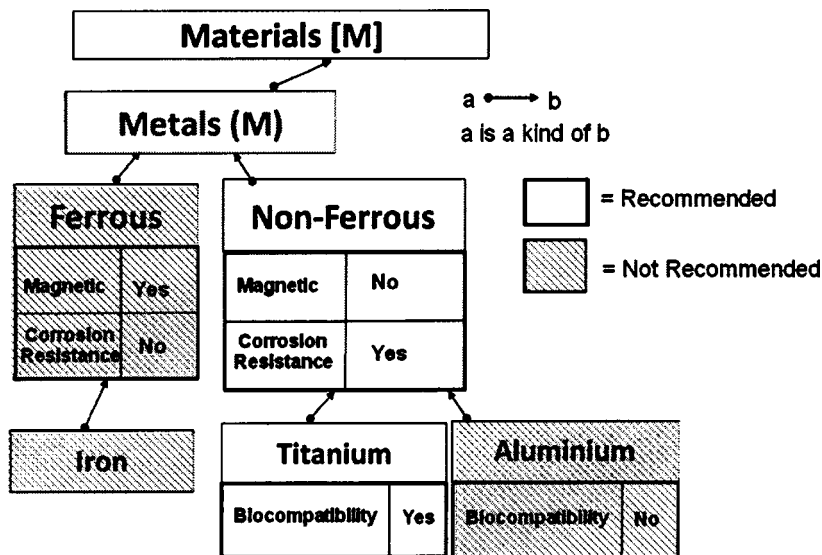 Materials [M]
Metals (M)
a b
a is a kind of b
Ferrous
Magnetic Yes
Corrosion
Resistance No
Non-Ferrous
Magnetic No
Corrosion
Resistance Yes
= Recommended
= Not Recommended
Iron
Titanium
Biocompatibility Yes
Aluminium
Biocompatibility No